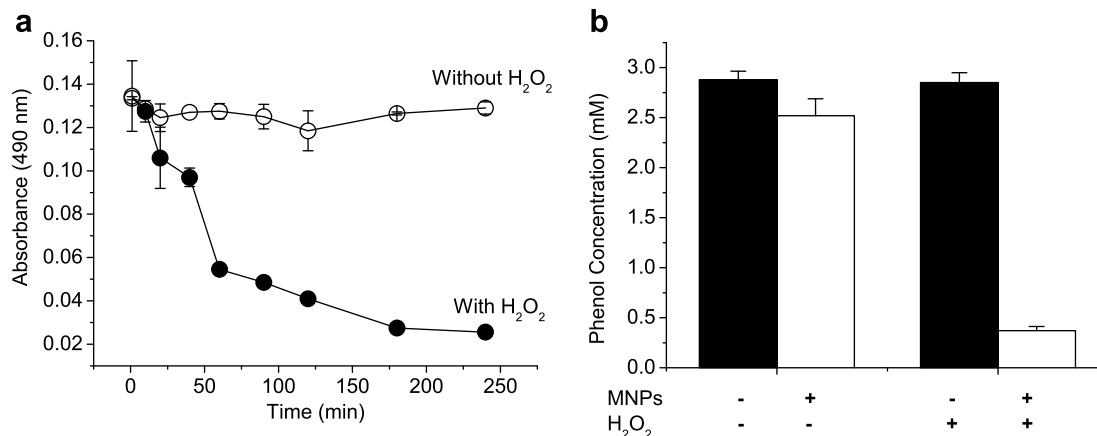 a
0.16
0.14
0.12
0.10
0.08
0.06
0.04
0.02
Absorbance (490 nm)
Without H₂O₂
With H₂O₂
0 50 100 150 200 250
Time (min)
b
3.0
2.5
2.0
1.5
1.0
0.5
0.0
Phenol Concentration (mM)
MNPs - + - +
H₂O₂ - - + +